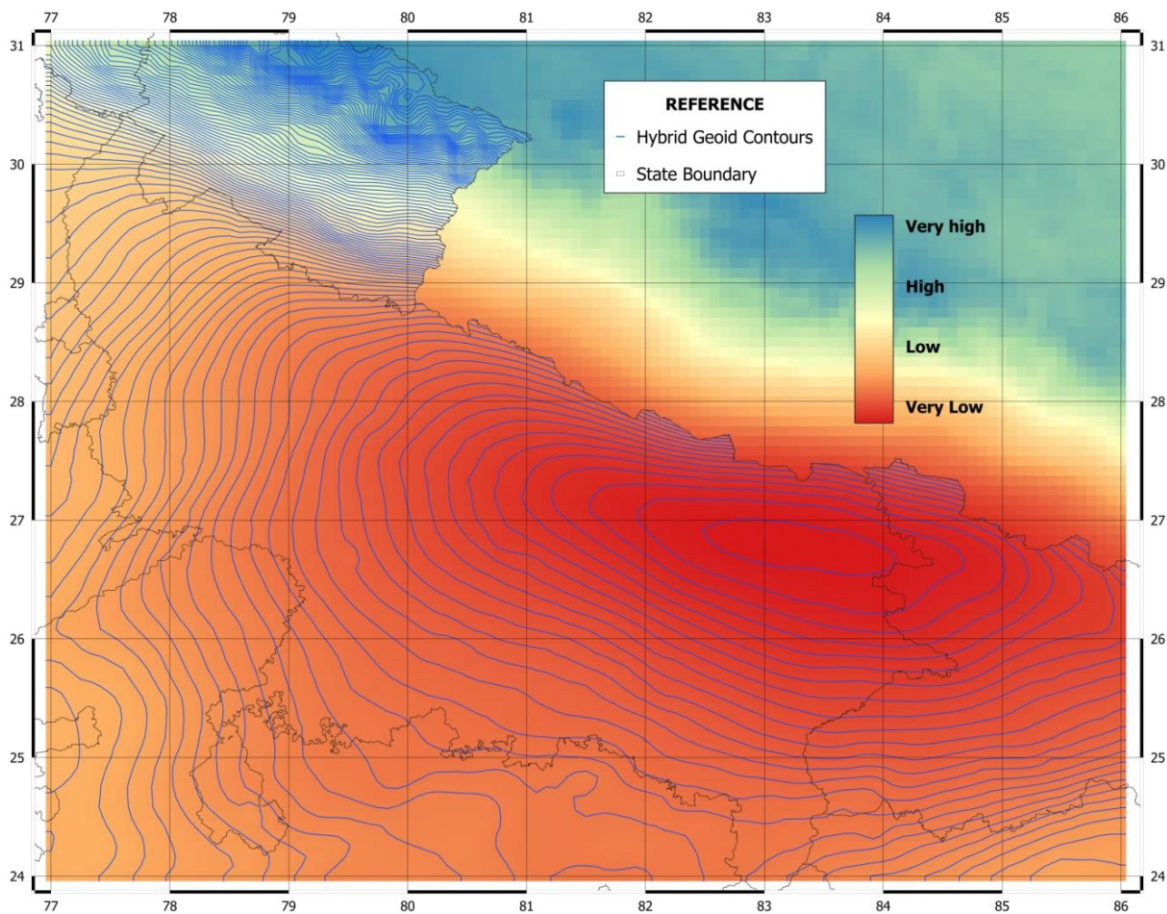 77 78 79 80 81 82 83 84 85 86
31 31
REFERENCE
Hybrid Geoid Contours
30 30
State Boundary
Very high
29 High 29
Low
28 Very Low 28
27 27
26 26
25 25
24 24
77 78 79 80 81 82 83 84 85 86